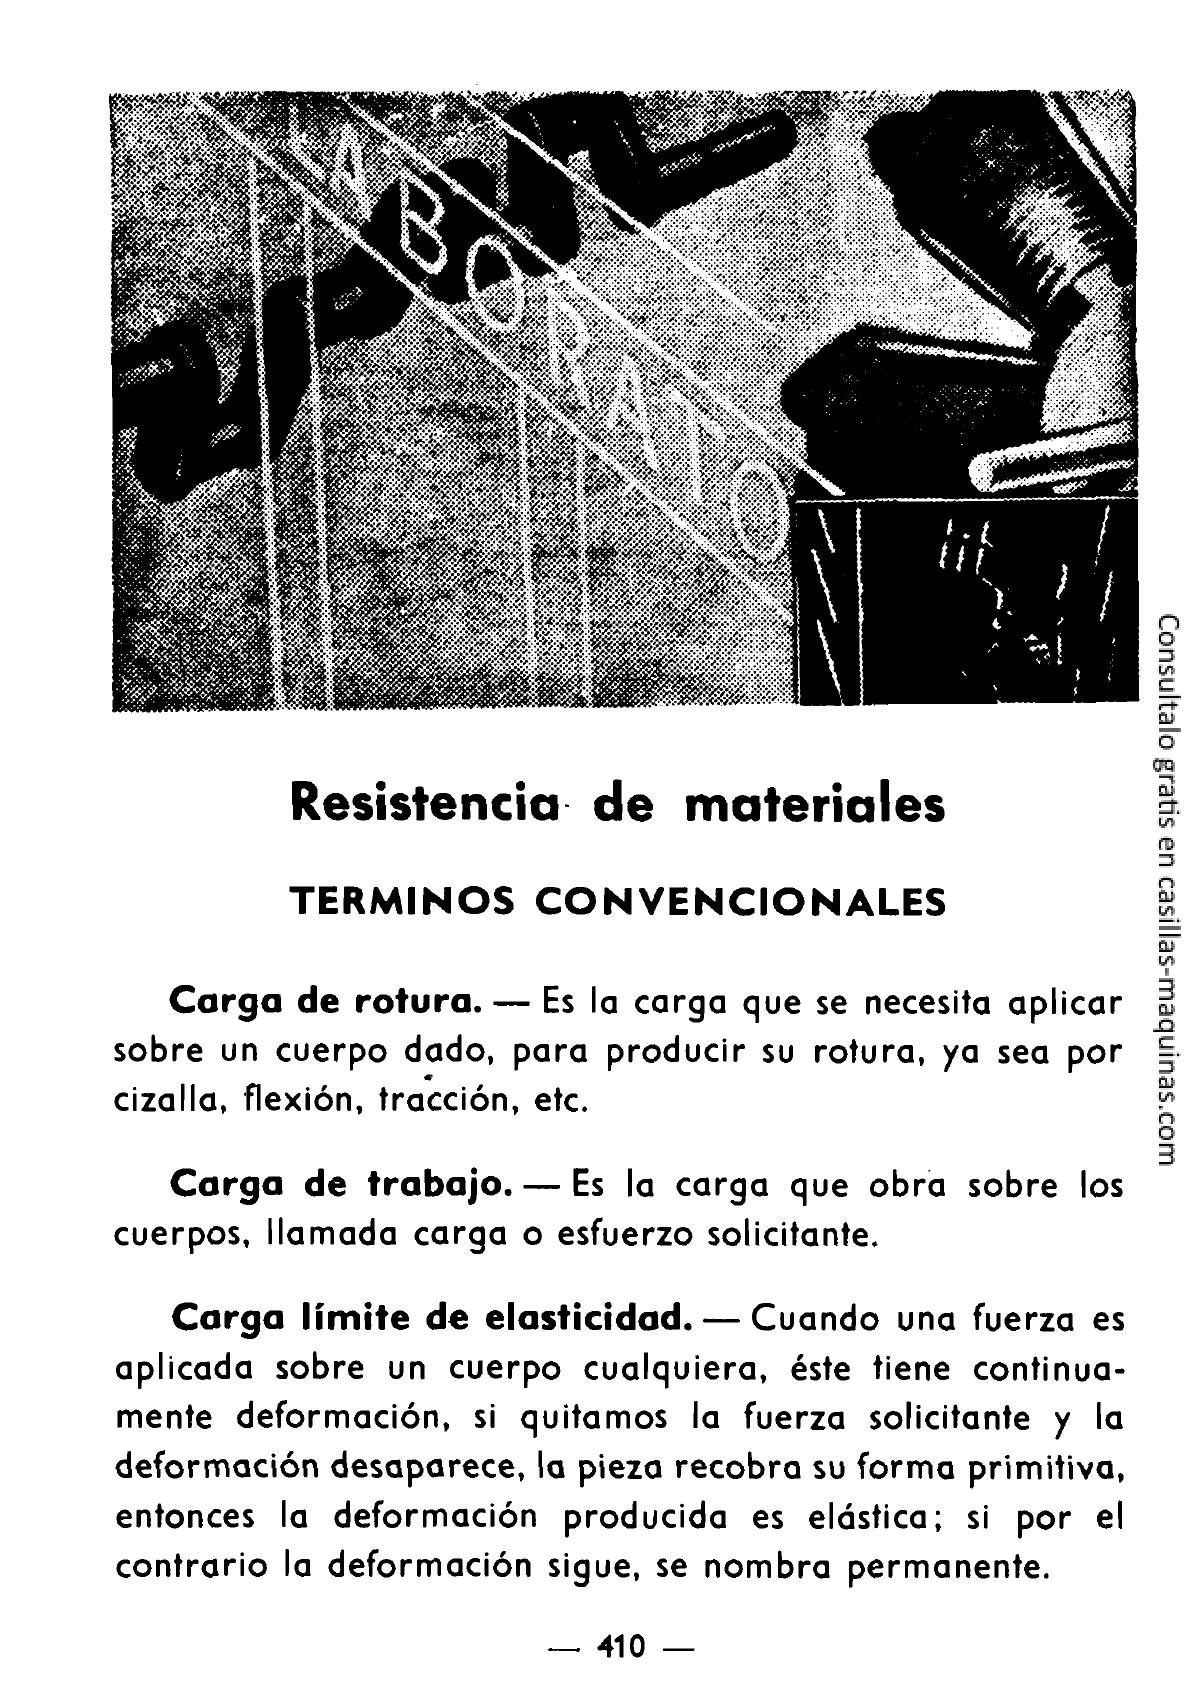 LABORATO
Resistencia de materiales
TERMINOS CONVENCIONALES
Carga de rotura. — Es la carga que se necesita aplicar
sobre un cuerpo dado, para producir su rotura, ya sea por
cizalla, flexión, tracción, etc.
Carga de trabajo. — Es la carga que obra sobre los
cuerpos, llamada carga o esfuerzo solicitante.
Carga límite de elasticidad. — Cuando una fuerza es
aplicada sobre un cuerpo cualquiera, éste tiene continua-
mente deformación, si quitamos la fuerza solicitante y la
deformación desaparece, la pieza recobra su forma primitiva,
entonces la deformación producida es elástica; si por el
contrario la deformación sigue, se nombra permanente.
— 410 —
Consultalo gratis en casillas-maquinas.com